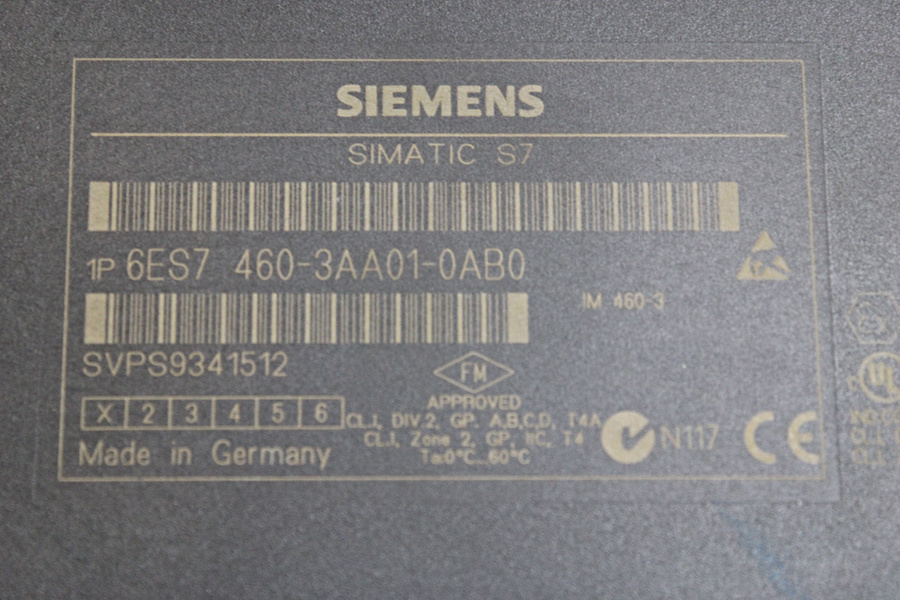 SIEMENS
SIMATIC S7
1P 6ES7 460-3AA01-0AB0
IM 460-3
SVPS9341512
FM
APPROVED
X 2 3 4 5 6
CL.I, DIV.2, GP. A,B,C,D, T4A
CL.I, Zone 2, GP, IIC, T4
Ta:0°C...60°C
N117
CE
Made in Germany
UL